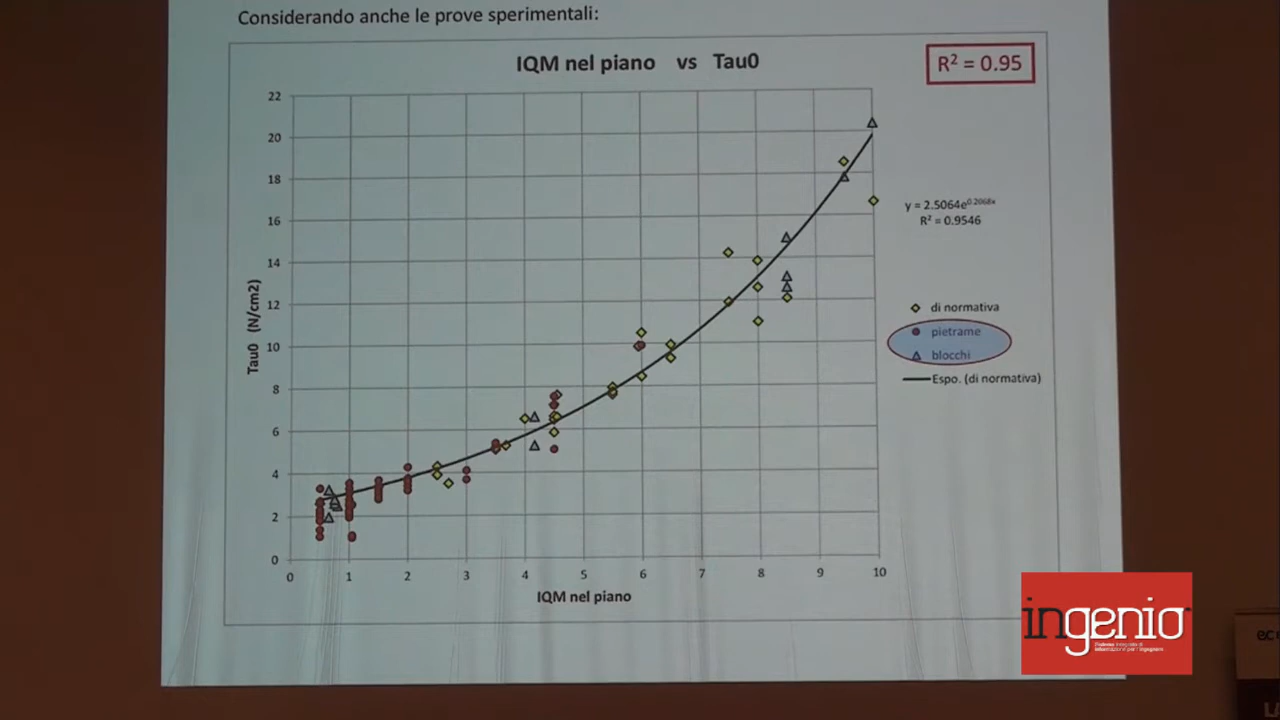 Considerando anche le prove sperimentali:
IQM nel piano vs Tau0
R² = 0.95
22
20
18
16
14
12
10
8
6
4
2
0
Tau0 (N/cm2)
0 1 2 3 4 5 6 7 8 9 10
IQM nel piano
y = 2.5064e^0.2068x
R² = 0.9546
di normativa
pietrame
blocchi
Espo. (di normativa)
ingenio